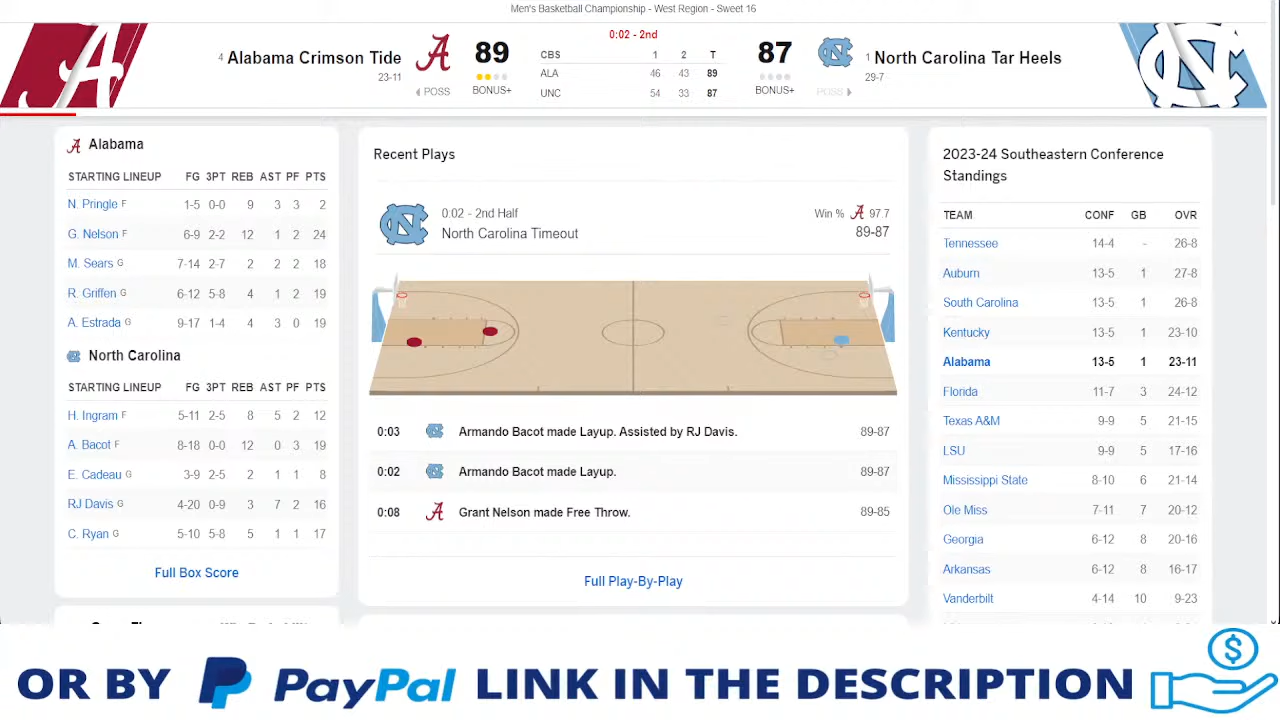 Men's Basketball Championship - West Region - Sweet 16
4 Alabama Crimson Tide
23-11
89
BONUS+
POSS
0:02 - 2nd
CBS 1 2 T
ALA 46 43 89
UNC 54 33 87
87
BONUS+
POSS
1 North Carolina Tar Heels
29-7
Alabama
STARTING LINEUP FG 3PT REB AST PF PTS
N. Pringle F 1-5 0-0 9 3 3 2
G. Nelson F 6-9 2-2 12 1 2 24
M. Sears G 7-14 2-7 2 2 2 18
R. Griffen G 6-12 5-8 4 1 2 19
A. Estrada G 9-17 1-4 4 3 0 19
North Carolina
STARTING LINEUP FG 3PT REB AST PF PTS
H. Ingram F 5-11 2-5 8 5 2 12
A. Bacot F 8-18 0-0 12 0 3 19
E. Cadeau G 3-9 2-5 2 1 1 8
RJ Davis G 4-20 0-9 3 7 2 16
C. Ryan G 5-10 5-8 5 1 1 17
Full Box Score
Recent Plays
0:02 - 2nd Half
North Carolina Timeout
Win % 97.7
89-87
0:03 Armando Bacot made Layup. Assisted by RJ Davis. 89-87
0:02 Armando Bacot made Layup. 89-87
0:08 Grant Nelson made Free Throw. 89-85
Full Play-By-Play
2023-24 Southeastern Conference
Standings
TEAM CONF GB OVR
Tennessee 14-4 - 26-8
Auburn 13-5 1 27-8
South Carolina 13-5 1 26-8
Kentucky 13-5 1 23-10
Alabama 13-5 1 23-11
Florida 11-7 3 24-12
Texas A&M 9-9 5 21-15
LSU 9-9 5 17-16
Mississippi State 8-10 6 21-14
Ole Miss 7-11 7 20-12
Georgia 6-12 8 20-16
Arkansas 6-12 8 16-17
Vanderbilt 4-14 10 9-23
OR BY PayPal LINK IN THE DESCRIPTION